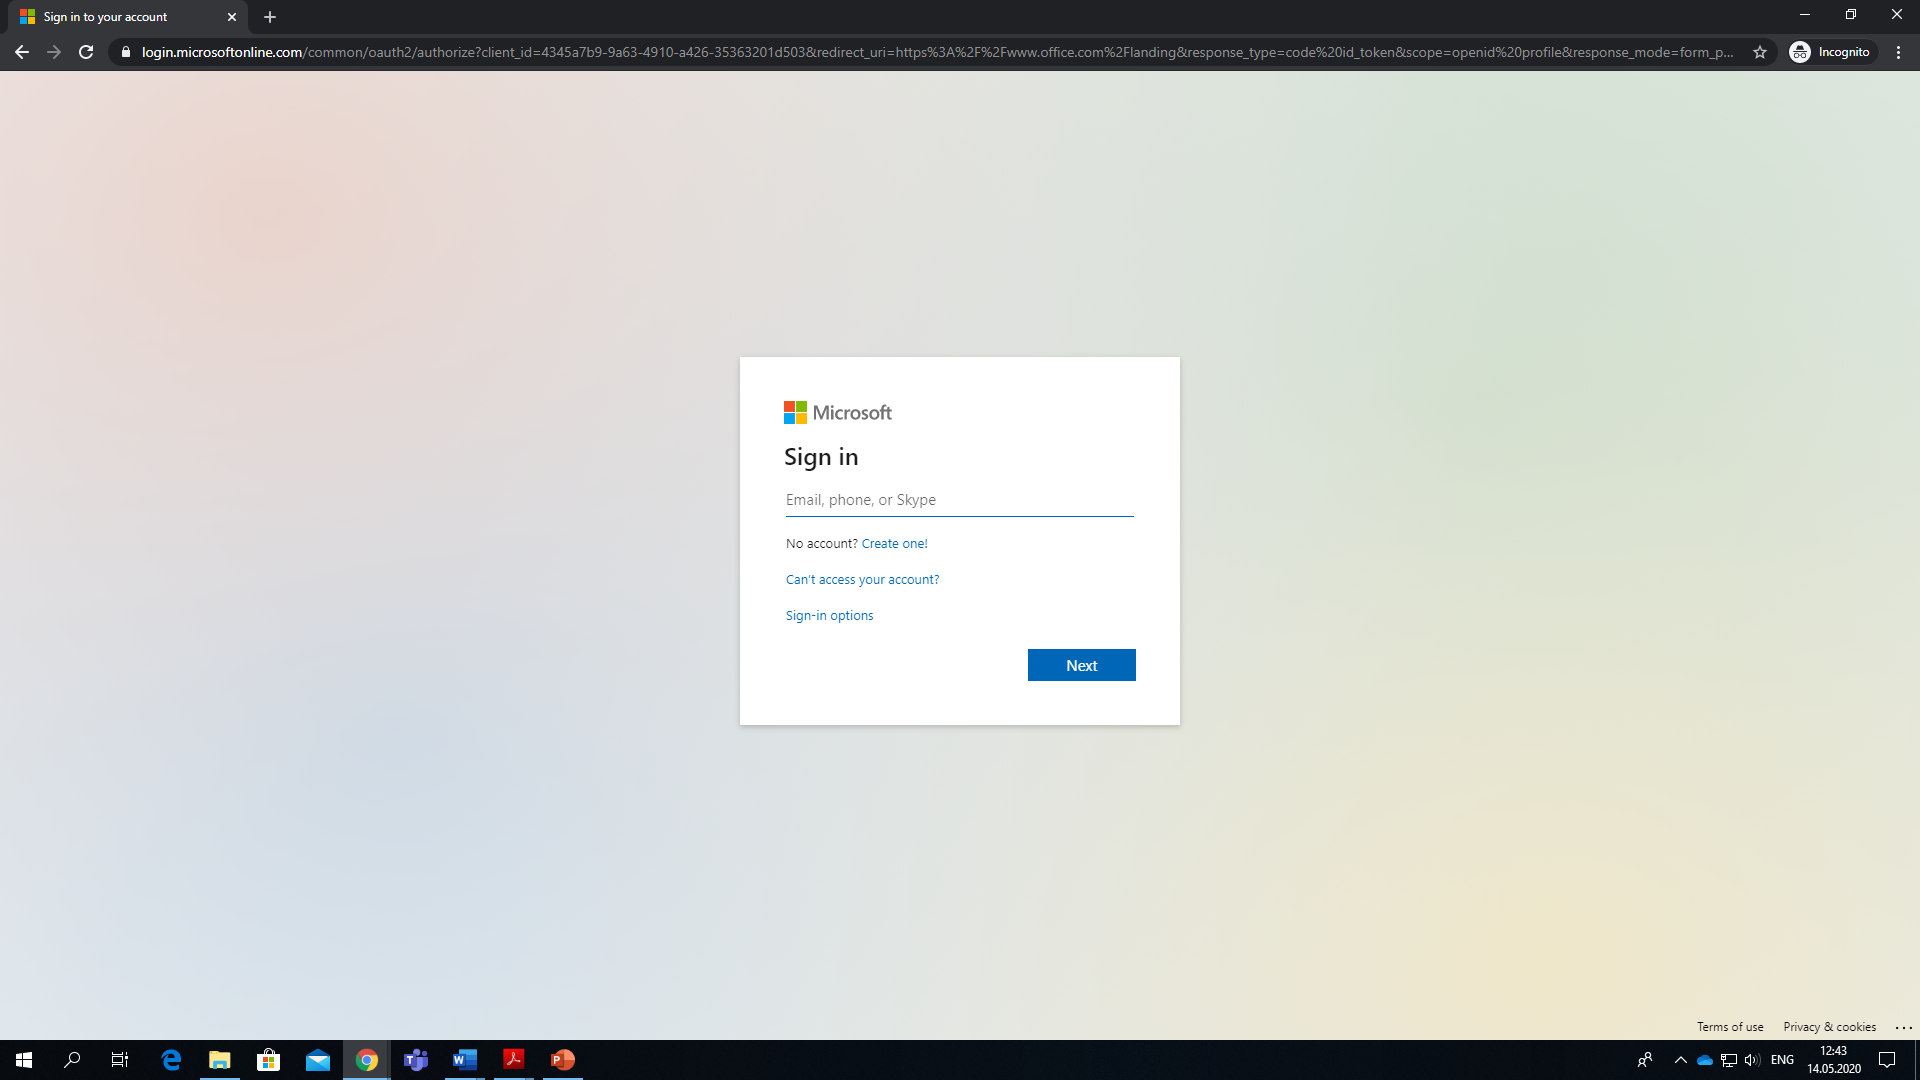 Sign in to your account
login.microsoftonline.com/common/oauth2/authorize?client_id=4345a7b9-9a63-4910-a426-35363201d503&redirect_uri=https%3A%2F%2Fwww.office.com%2Flanding&response_type=code%20id_token&scope=openid%20profile&response_mode=form_p...
Incognito
Microsoft
Sign in
Email, phone, or Skype
No account? Create one!
Can't access your account?
Sign-in options
Next
Terms of use
Privacy & cookies
ENG
12:43
14.05.2020